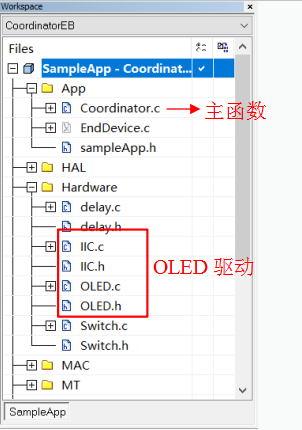 Workspace
CoordinatorEB
Files
SampleApp - Coordinat...
App
Coordinator.c
主函数
EndDevice.c
sampleApp.h
HAL
Hardware
delay.c
delay.h
IIC.c
IIC.h
OLED 驱动
OLED.c
OLED.h
Switch.c
Switch.h
MAC
MT
SampleApp